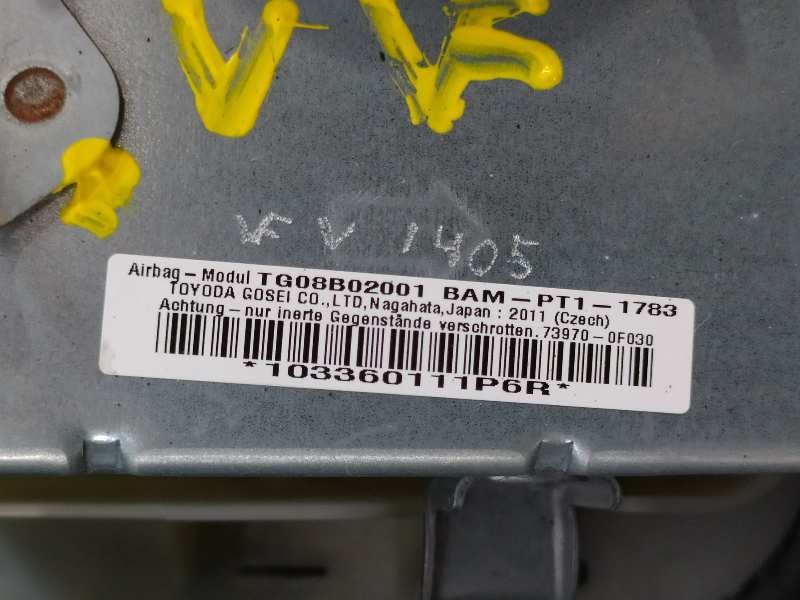 VF V 1405
Airbag-Modul TG08B02001 BAM-PT1-1783
TOYODA GOSEI CO.,LTD,Nagahata,Japan : 2011 (Czech)
Achtung-nur inerte Gegenstände verschrotten. 73970-0F030
*103360111P6R*